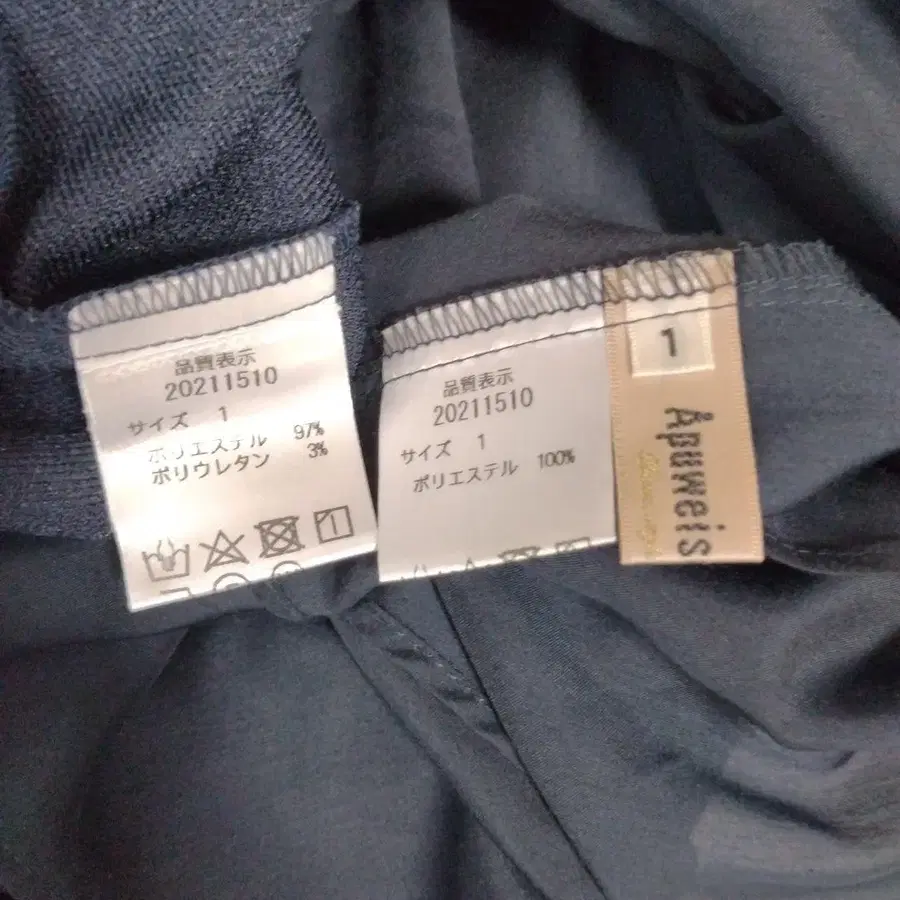 品質表示
20211510
サイズ 1
ポリエステル 97%
ポリウレタン 3%
品質表示
20211510
サイズ 1
ポリエステル 100%
1
Apuweis